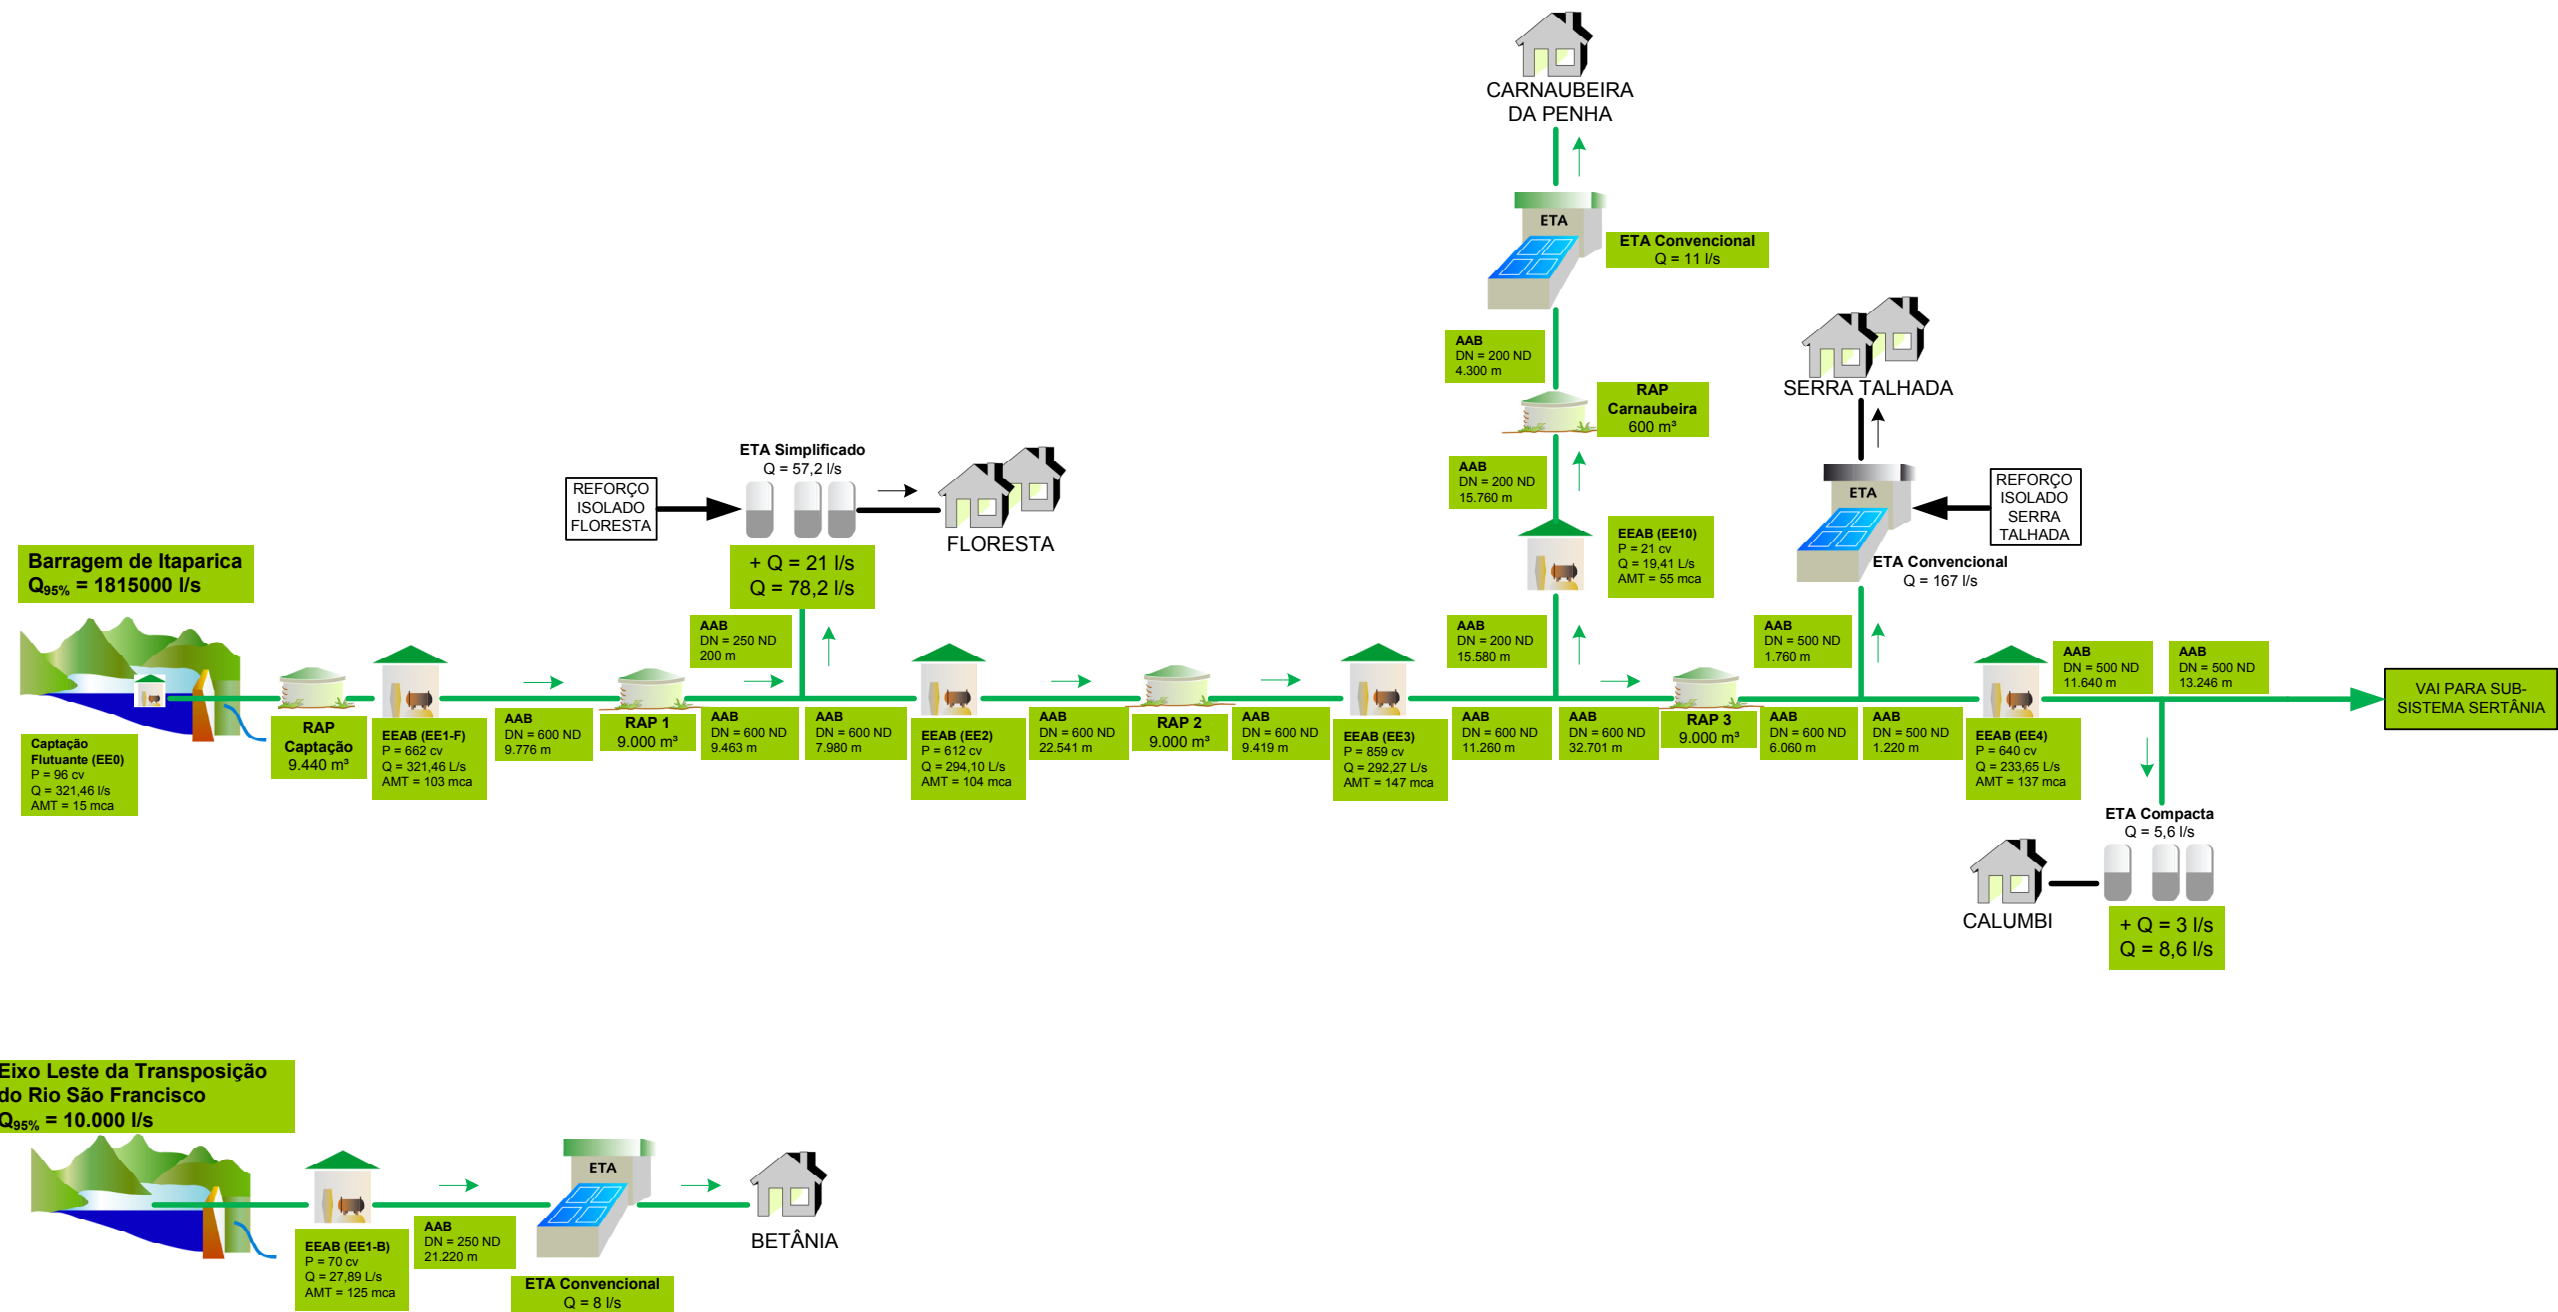 CARNAUBEIRA
DA PENHA
ETA
ETA Convencional
Q = 11 l/s
AAB
DN = 200 ND
4.300 m
RAP
Carnaubeira
600 m³
AAB
DN = 200 ND
15.760 m
EEAB (EE10)
P = 21 cv
Q = 19,41 L/s
AMT = 55 mca
AAB
DN = 200 ND
15.580 m
SERRA TALHADA
ETA
REFORÇO
ISOLADO
SERRA
TALHADA
ETA Convencional
Q = 167 l/s
AAB
DN = 500 ND
1.760 m
ETA Simplificado
Q = 57,2 l/s
REFORÇO
ISOLADO
FLORESTA
FLORESTA
+ Q = 21 l/s
Q = 78,2 l/s
AAB
DN = 250 ND
200 m
Barragem de Itaparica
Q95% = 1815000 l/s
Captação
Flutuante (EE0)
P = 96 cv
Q = 321,46 l/s
AMT = 15 mca
RAP
Captação
9.440 m³
EEAB (EE1-F)
P = 662 cv
Q = 321,46 L/s
AMT = 103 mca
AAB
DN = 600 ND
9.776 m
RAP 1
9.000 m³
AAB
DN = 600 ND
9.463 m
AAB
DN = 600 ND
7.980 m
EEAB (EE2)
P = 612 cv
Q = 294,10 L/s
AMT = 104 mca
AAB
DN = 600 ND
22.541 m
RAP 2
9.000 m³
AAB
DN = 600 ND
9.419 m
EEAB (EE3)
P = 859 cv
Q = 292,27 L/s
AMT = 147 mca
AAB
DN = 600 ND
11.260 m
AAB
DN = 600 ND
32.701 m
RAP 3
9.000 m³
AAB
DN = 600 ND
6.060 m
AAB
DN = 500 ND
1.220 m
EEAB (EE4)
P = 640 cv
Q = 233,65 L/s
AMT = 137 mca
AAB
DN = 500 ND
11.640 m
AAB
DN = 500 ND
13.246 m
VAI PARA SUB-
SISTEMA SERTÂNIA
ETA Compacta
Q = 5,6 l/s
CALUMBI
+ Q = 3 l/s
Q = 8,6 l/s
Eixo Leste da Transposição
do Rio São Francisco
Q95% = 10.000 l/s
EEAB (EE1-B)
P = 70 cv
Q = 27,89 L/s
AMT = 125 mca
AAB
DN = 250 ND
21.220 m
ETA
ETA Convencional
Q = 8 l/s
BETÂNIA